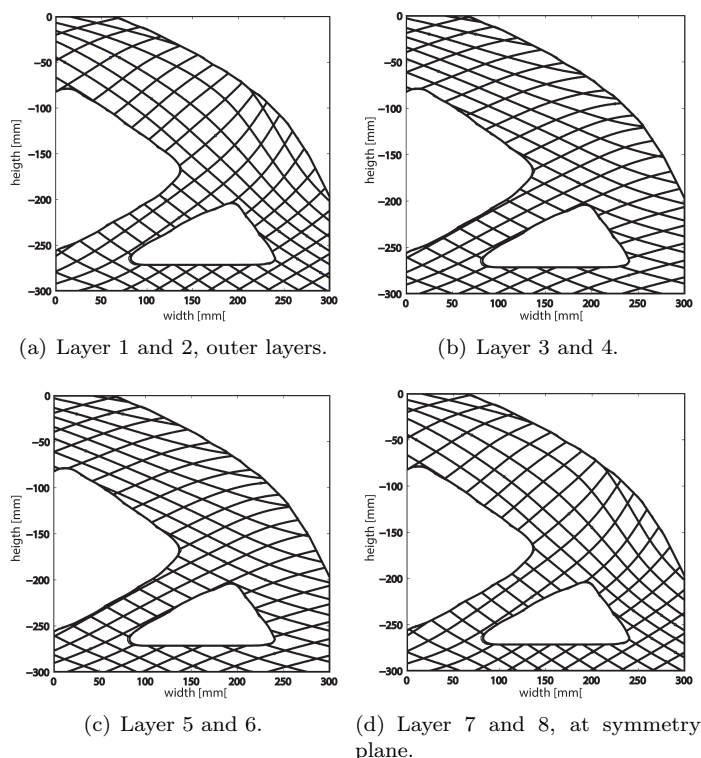 0
−50
−100
−150
−200
−250
−300
heigth [mm]
0 50 100 150 200 250 300
width [mm[
(a) Layer 1 and 2, outer layers.
0
−50
−100
−150
−200
−250
−300
heigth [mm]
0 50 100 150 200 250 300
width [mm[
(b) Layer 3 and 4.
0
−50
−100
−150
−200
−250
−300
heigth [mm]
0 50 100 150 200 250 300
width [mm[
(c) Layer 5 and 6.
0
−50
−100
−150
−200
−250
−300
heigth [mm]
0 50 100 150 200 250 300
width [mm[
(d) Layer 7 and 8, at symmetry
plane.